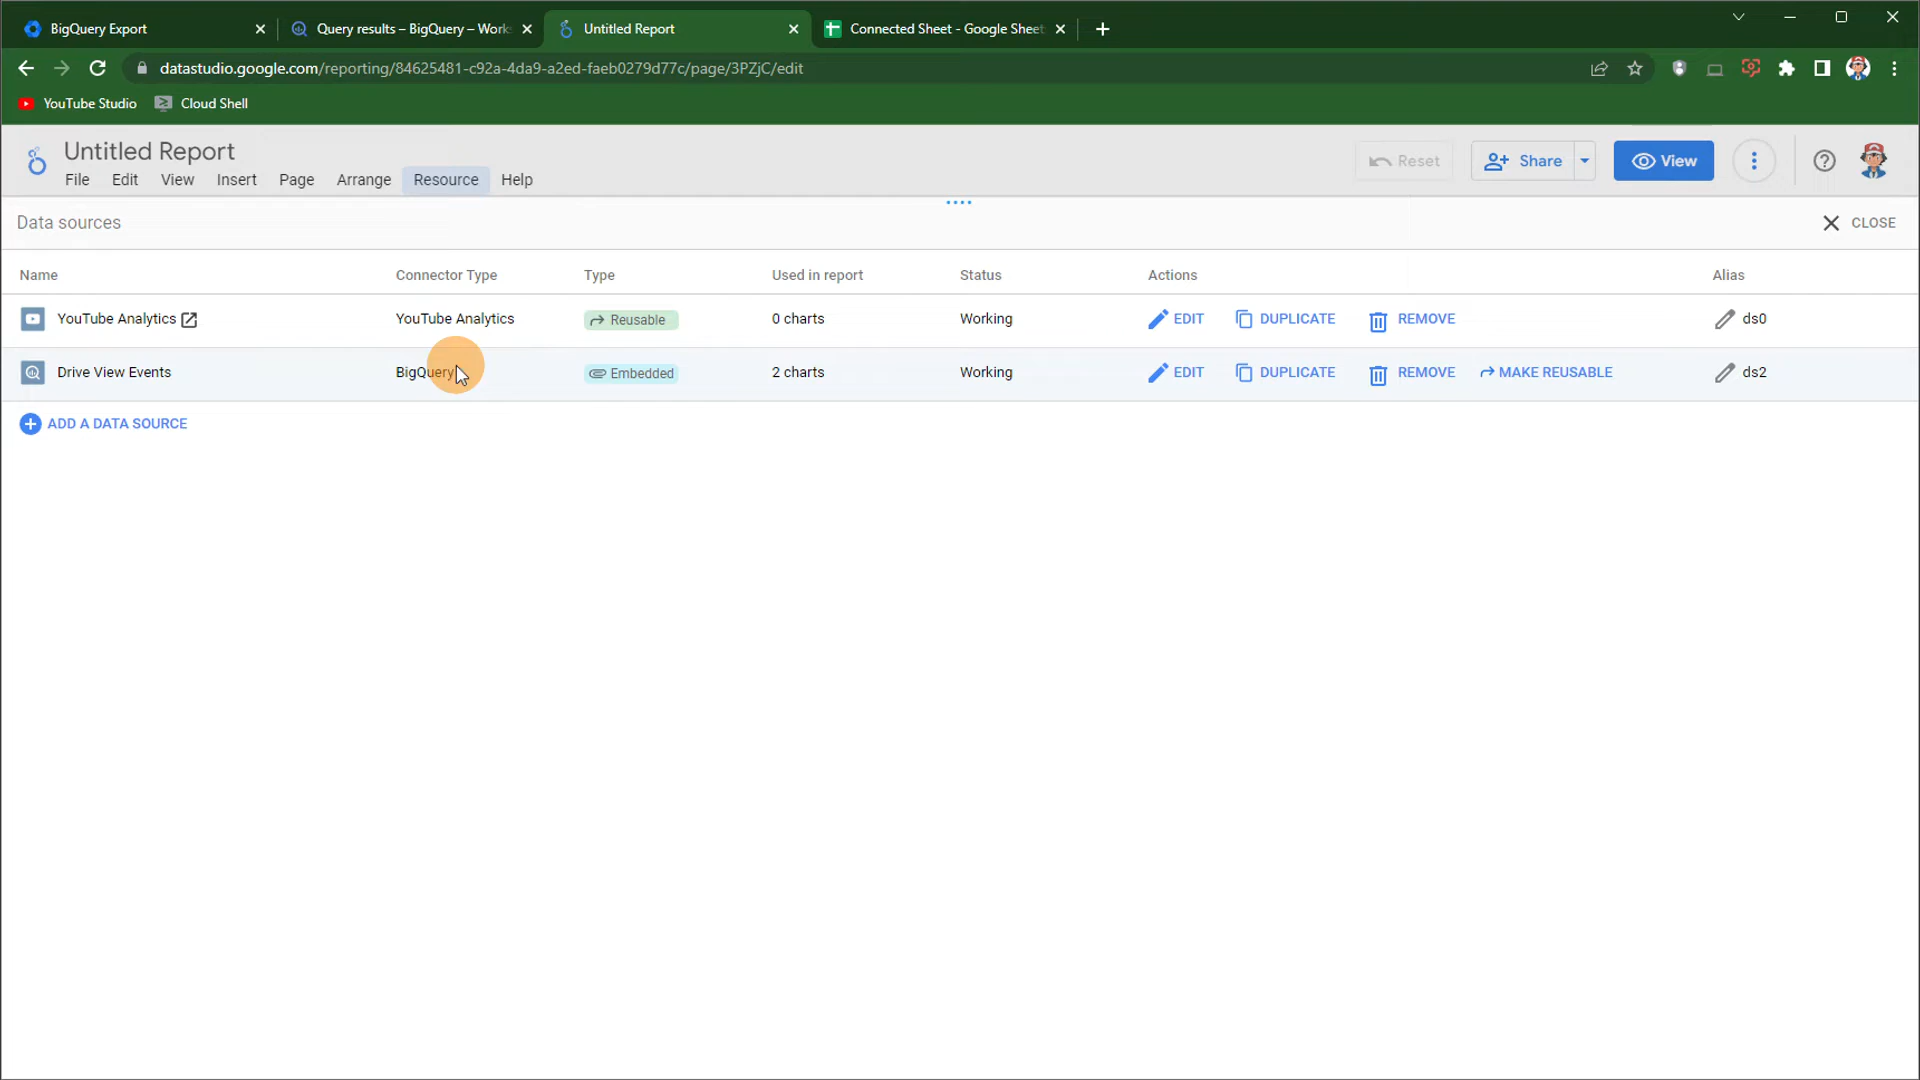 BigQuery Export
Query results – BigQuery – Works
Untitled Report
Connected Sheet - Google Sheets
datastudio.google.com/reporting/84625481-c92a-4da9-a2ed-faeb0279d77c/page/3PZjC/edit
YouTube Studio
Cloud Shell
Untitled Report
File Edit View Insert Page Arrange Resource Help
Reset
Share
View
Data sources
CLOSE
Name Connector Type Type Used in report Status Actions Alias
YouTube Analytics YouTube Analytics Reusable 0 charts Working EDIT DUPLICATE REMOVE ds0
Drive View Events BigQuery Embedded 2 charts Working EDIT DUPLICATE REMOVE MAKE REUSABLE ds2
ADD A DATA SOURCE